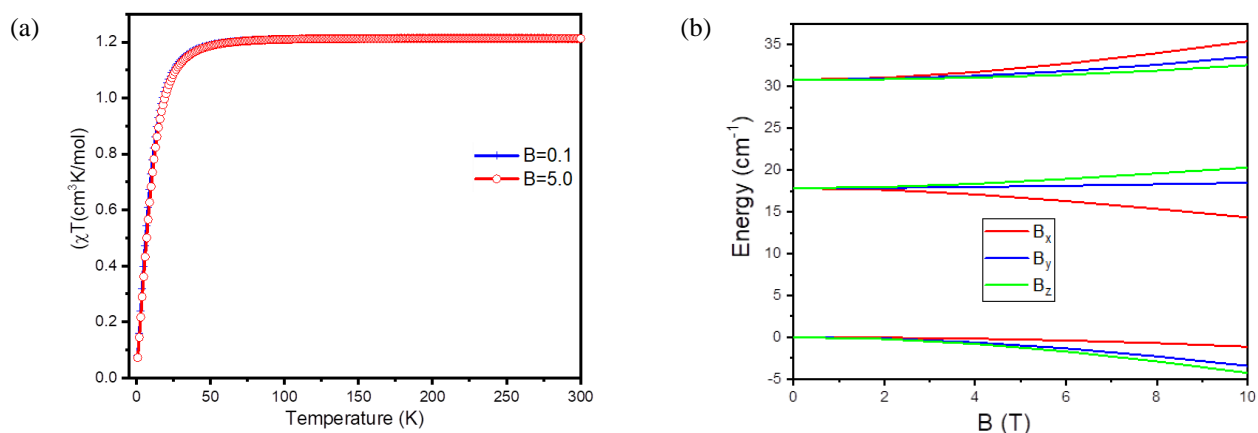 (a)
(χT(cm³K/mol)
1.2
1.0
0.8
0.6
0.4
0.2
0.0
B=0.1
B=5.0
0 50 100 150 200 250 300
Temperature (K)
(b)
Energy (cm⁻¹)
35
30
25
20
15
10
5
0
-5
Bₓ
B_y
B_z
0 2 4 6 8 10
B (T)